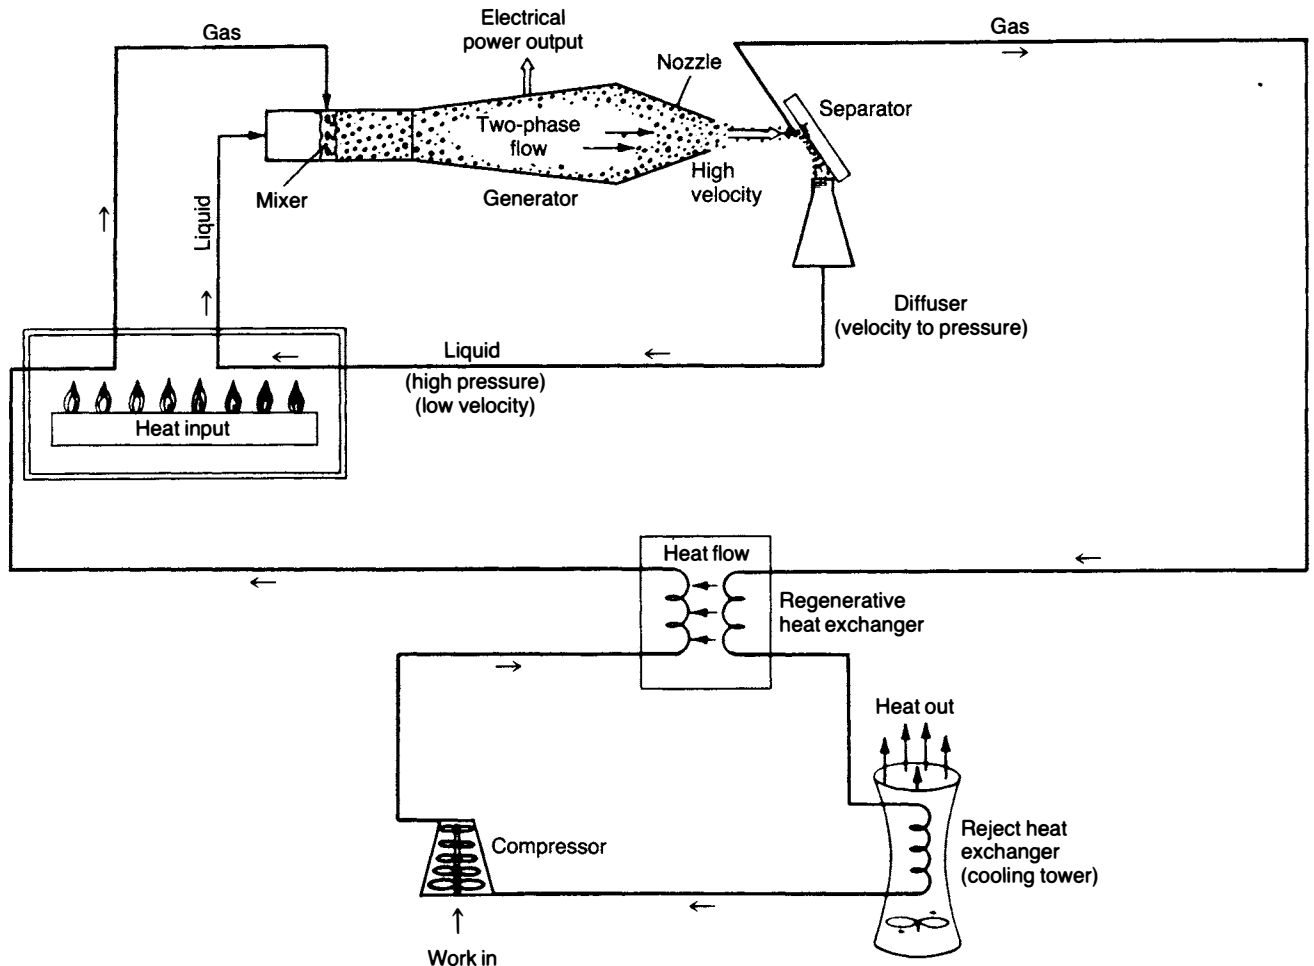 Electrical
power output
Gas
Gas
Nozzle
Separator
Two-phase
flow
High
velocity
Mixer
Generator
Liquid
Diffuser
(velocity to pressure)
Liquid
(high pressure)
(low velocity)
Heat input
Heat flow
Regenerative
heat exchanger
Heat out
Compressor
Reject heat
exchanger
(cooling tower)
Work in